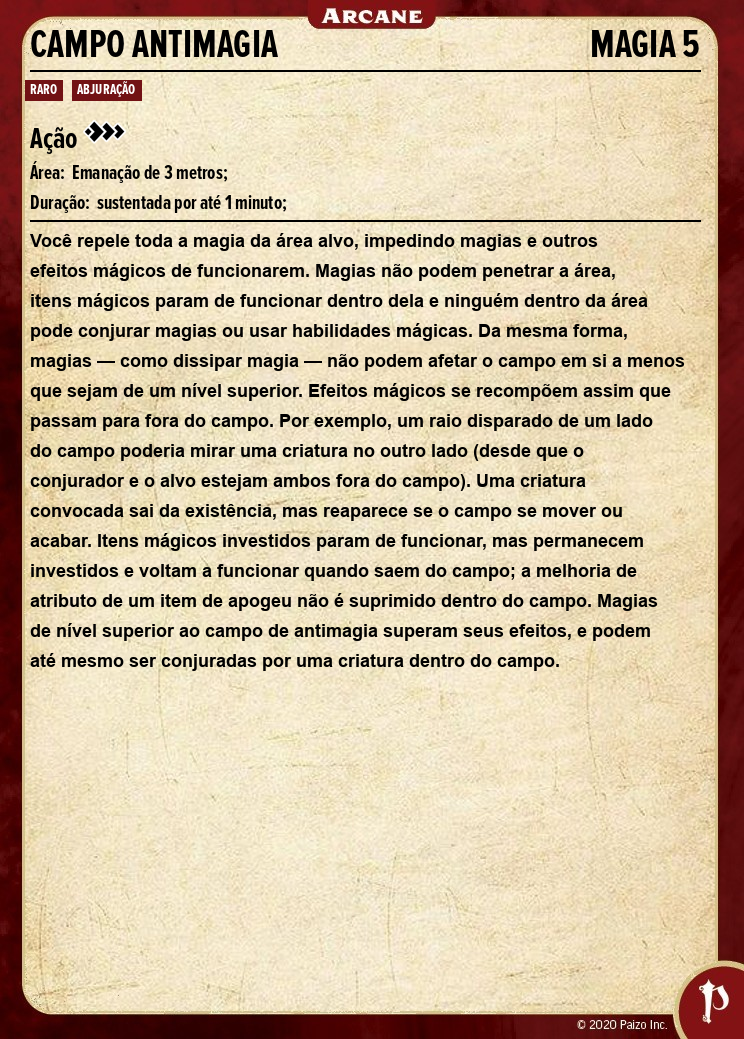 ARCANE
CAMPO ANTIMAGIA MAGIA 5
RARO ABJURAÇÃO
Ação
Área: Emanação de 3 metros;
Duração: sustentada por até 1 minuto;
Você repele toda a magia da área alvo, impedindo magias e outros
efeitos mágicos de funcionarem. Magias não podem penetrar a área,
itens mágicos param de funcionar dentro dela e ninguém dentro da área
pode conjurar magias ou usar habilidades mágicas. Da mesma forma,
magias — como dissipar magia — não podem afetar o campo em si a menos
que sejam de um nível superior. Efeitos mágicos se recompõem assim que
passam para fora do campo. Por exemplo, um raio disparado de um lado
do campo poderia mirar uma criatura no outro lado (desde que o
conjurador e o alvo estejam ambos fora do campo). Uma criatura
convocada sai da existência, mas reaparece se o campo se mover ou
acabar. Itens mágicos investidos param de funcionar, mas permanecem
investidos e voltam a funcionar quando saem do campo; a melhoria de
atributo de um item de apogeu não é suprimido dentro do campo. Magias
de nível superior ao campo de antimagia superam seus efeitos, e podem
até mesmo ser conjuradas por uma criatura dentro do campo.
© 2020 Paizo Inc.